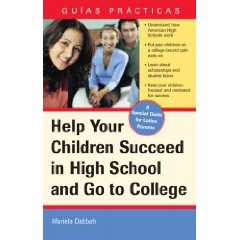 GUÍAS PRÁCTICAS
• Understand how
American High
Schools work
• Put your children on
a college-bound path
early on
• Learn about
scholarships and
student loans
• Keep your children
focused and motivated
for success
A
Special Guide
for Latino
Parents
Help Your
Children Succeed
in High School
and Go to College
Mariela Dabbah